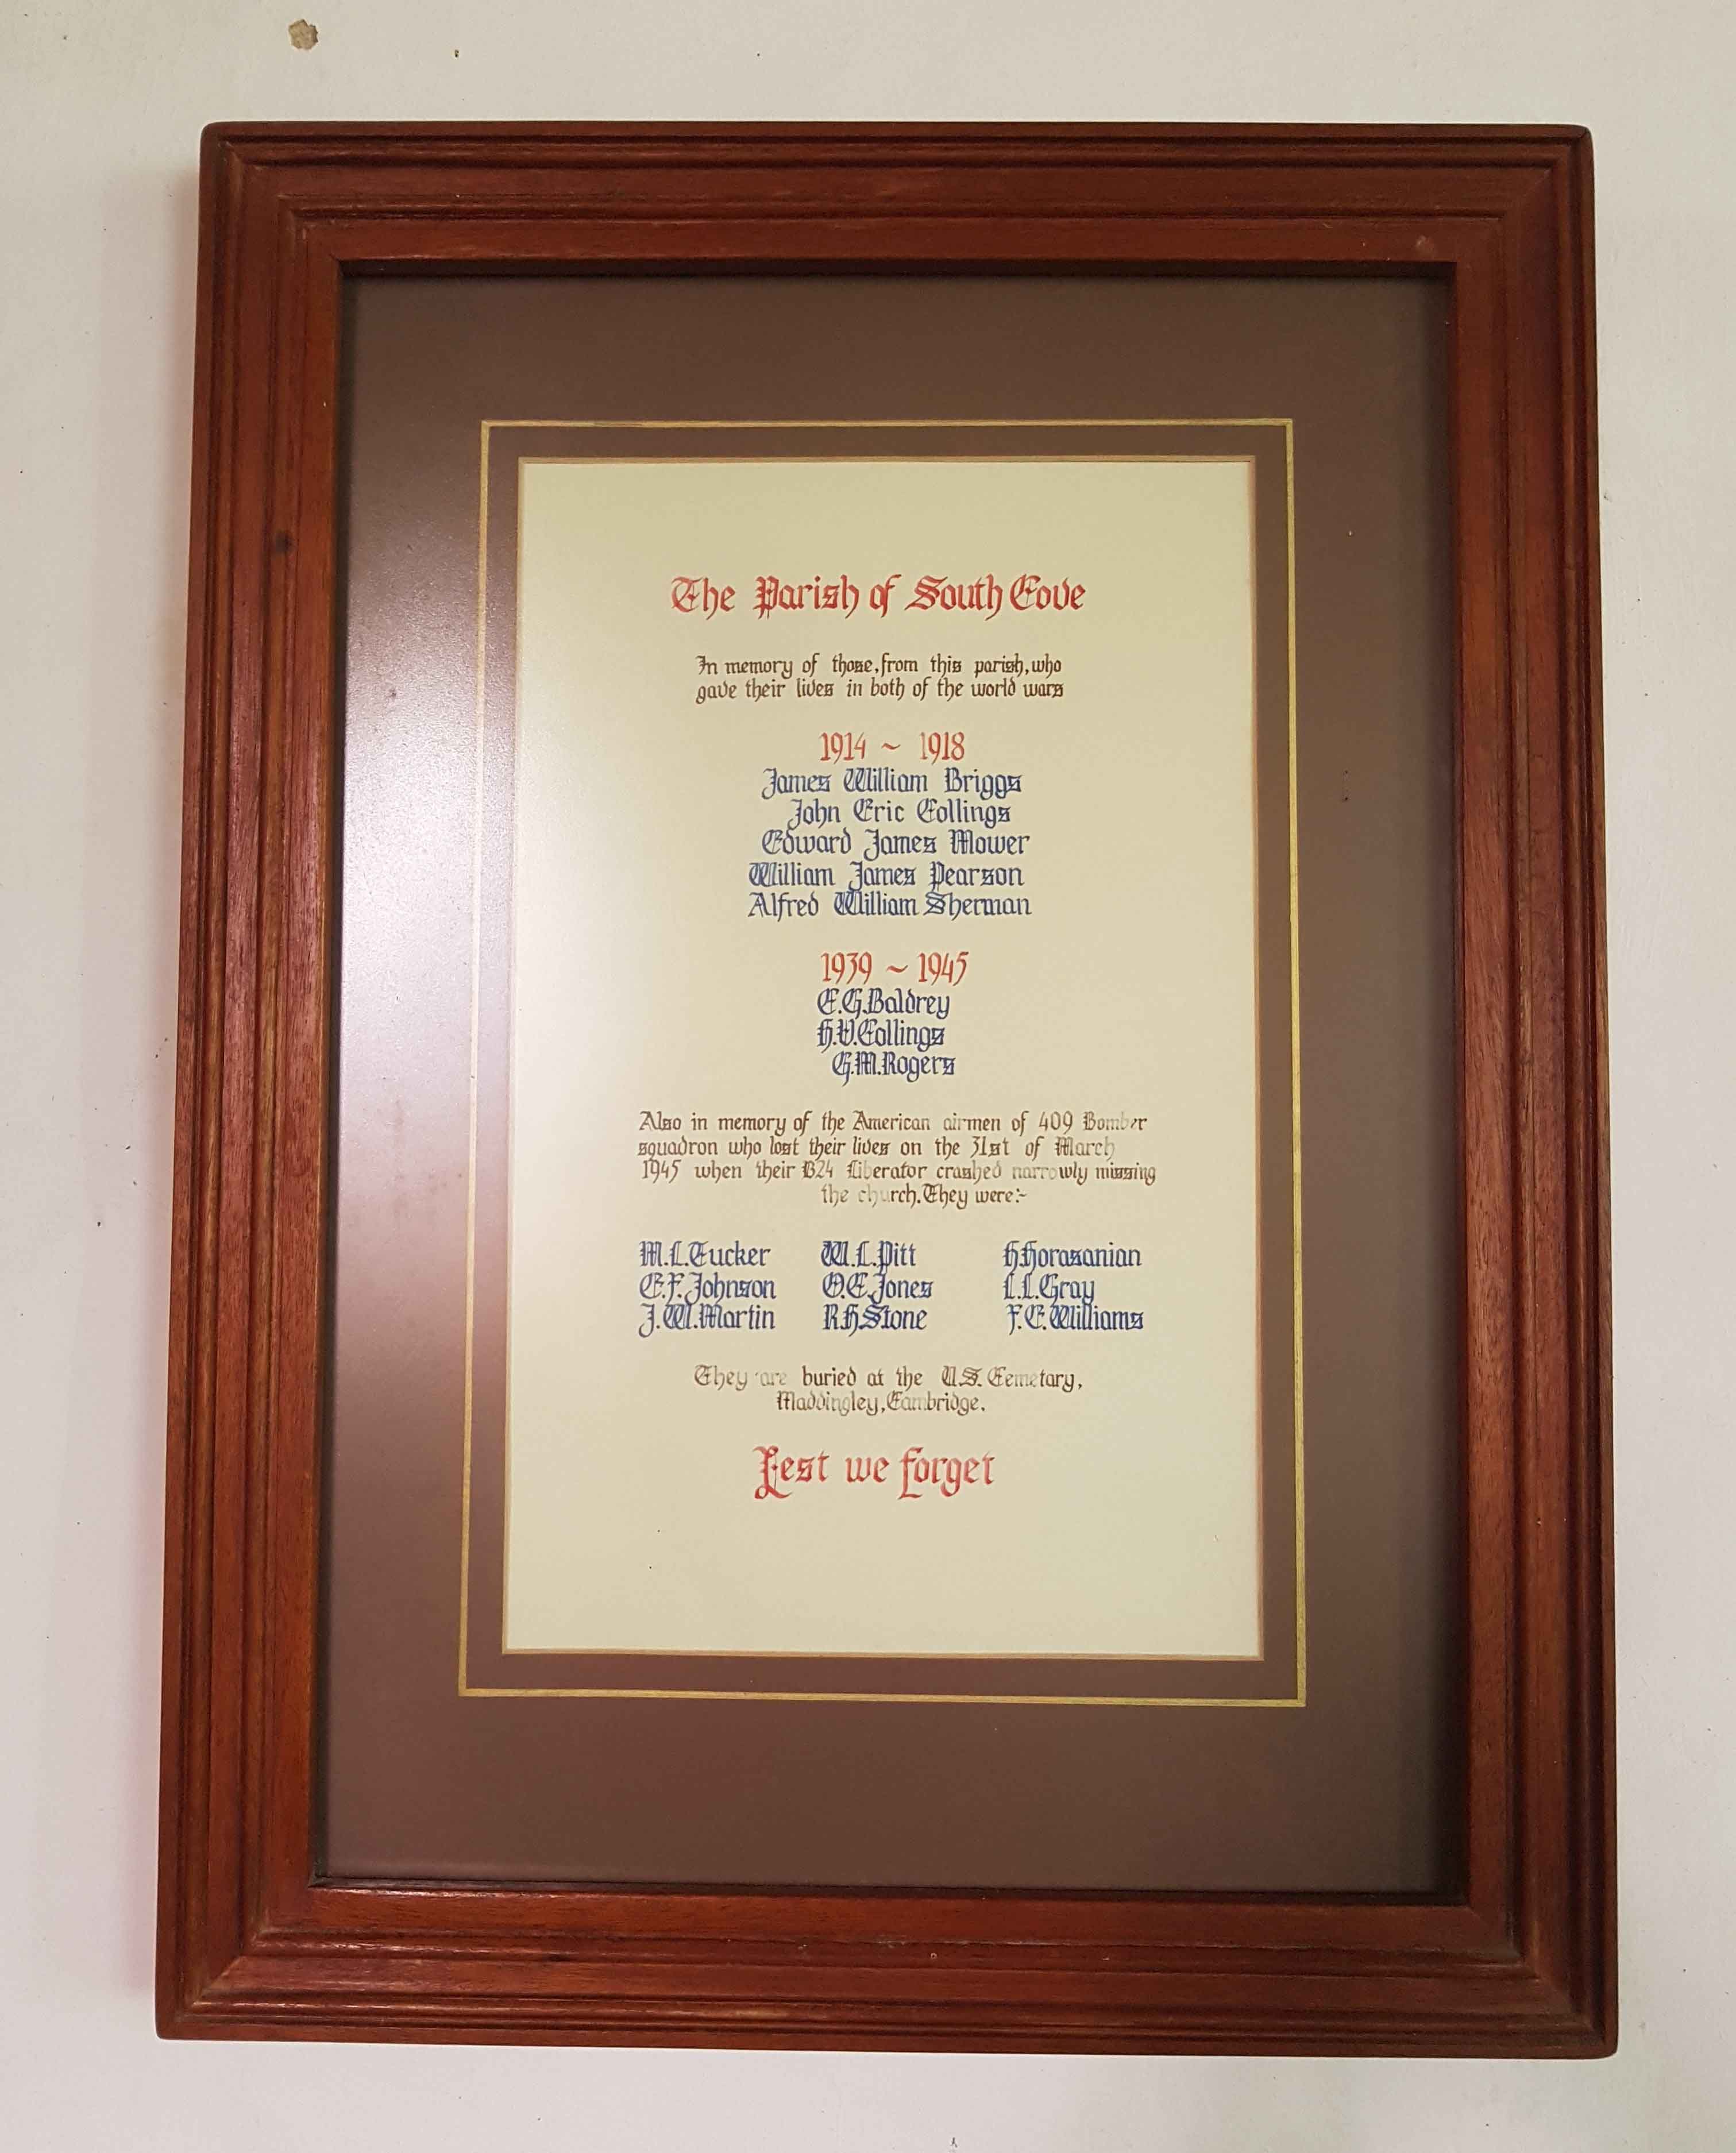 The Parish of South Cove
In memory of those, from this parish, who
gave their lives in both of the world wars
1914 ~ 1918
James William Briggs
John Eric Collings
Edward James Mower
William James Pearson
Alfred William Sherman
1939 ~ 1945
E.G.Baldrey
H.V.Collings
G.M.Rogers
Also in memory of the American airmen of 409 Bomber
squadron who lost their lives on the 31st of March
1945 when their B24 Liberator crashed narrowly missing
the church. They were:-
M.L.Tucker W.L.Pitt H.Horasanian
E.F.Johnson O.E.Jones L.L.Gray
J.W.Martin R.H.Stone F.E.Williams
They are buried at the U.S. Cemetary,
Maddingley, Cambridge.
Lest we forget